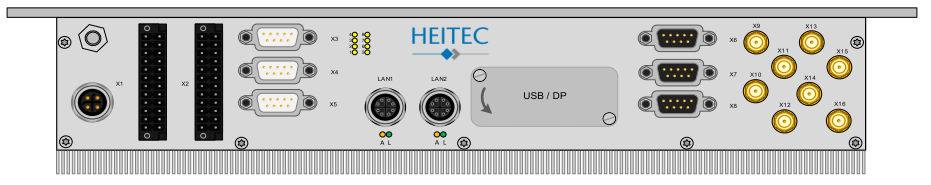 HEITEC
X1
X2
X3
X4
X5
LAN1
LAN2
A L
A L
USB / DP
X6
X7
X8
X9
X13
X11
X15
X10
X14
X12
X16